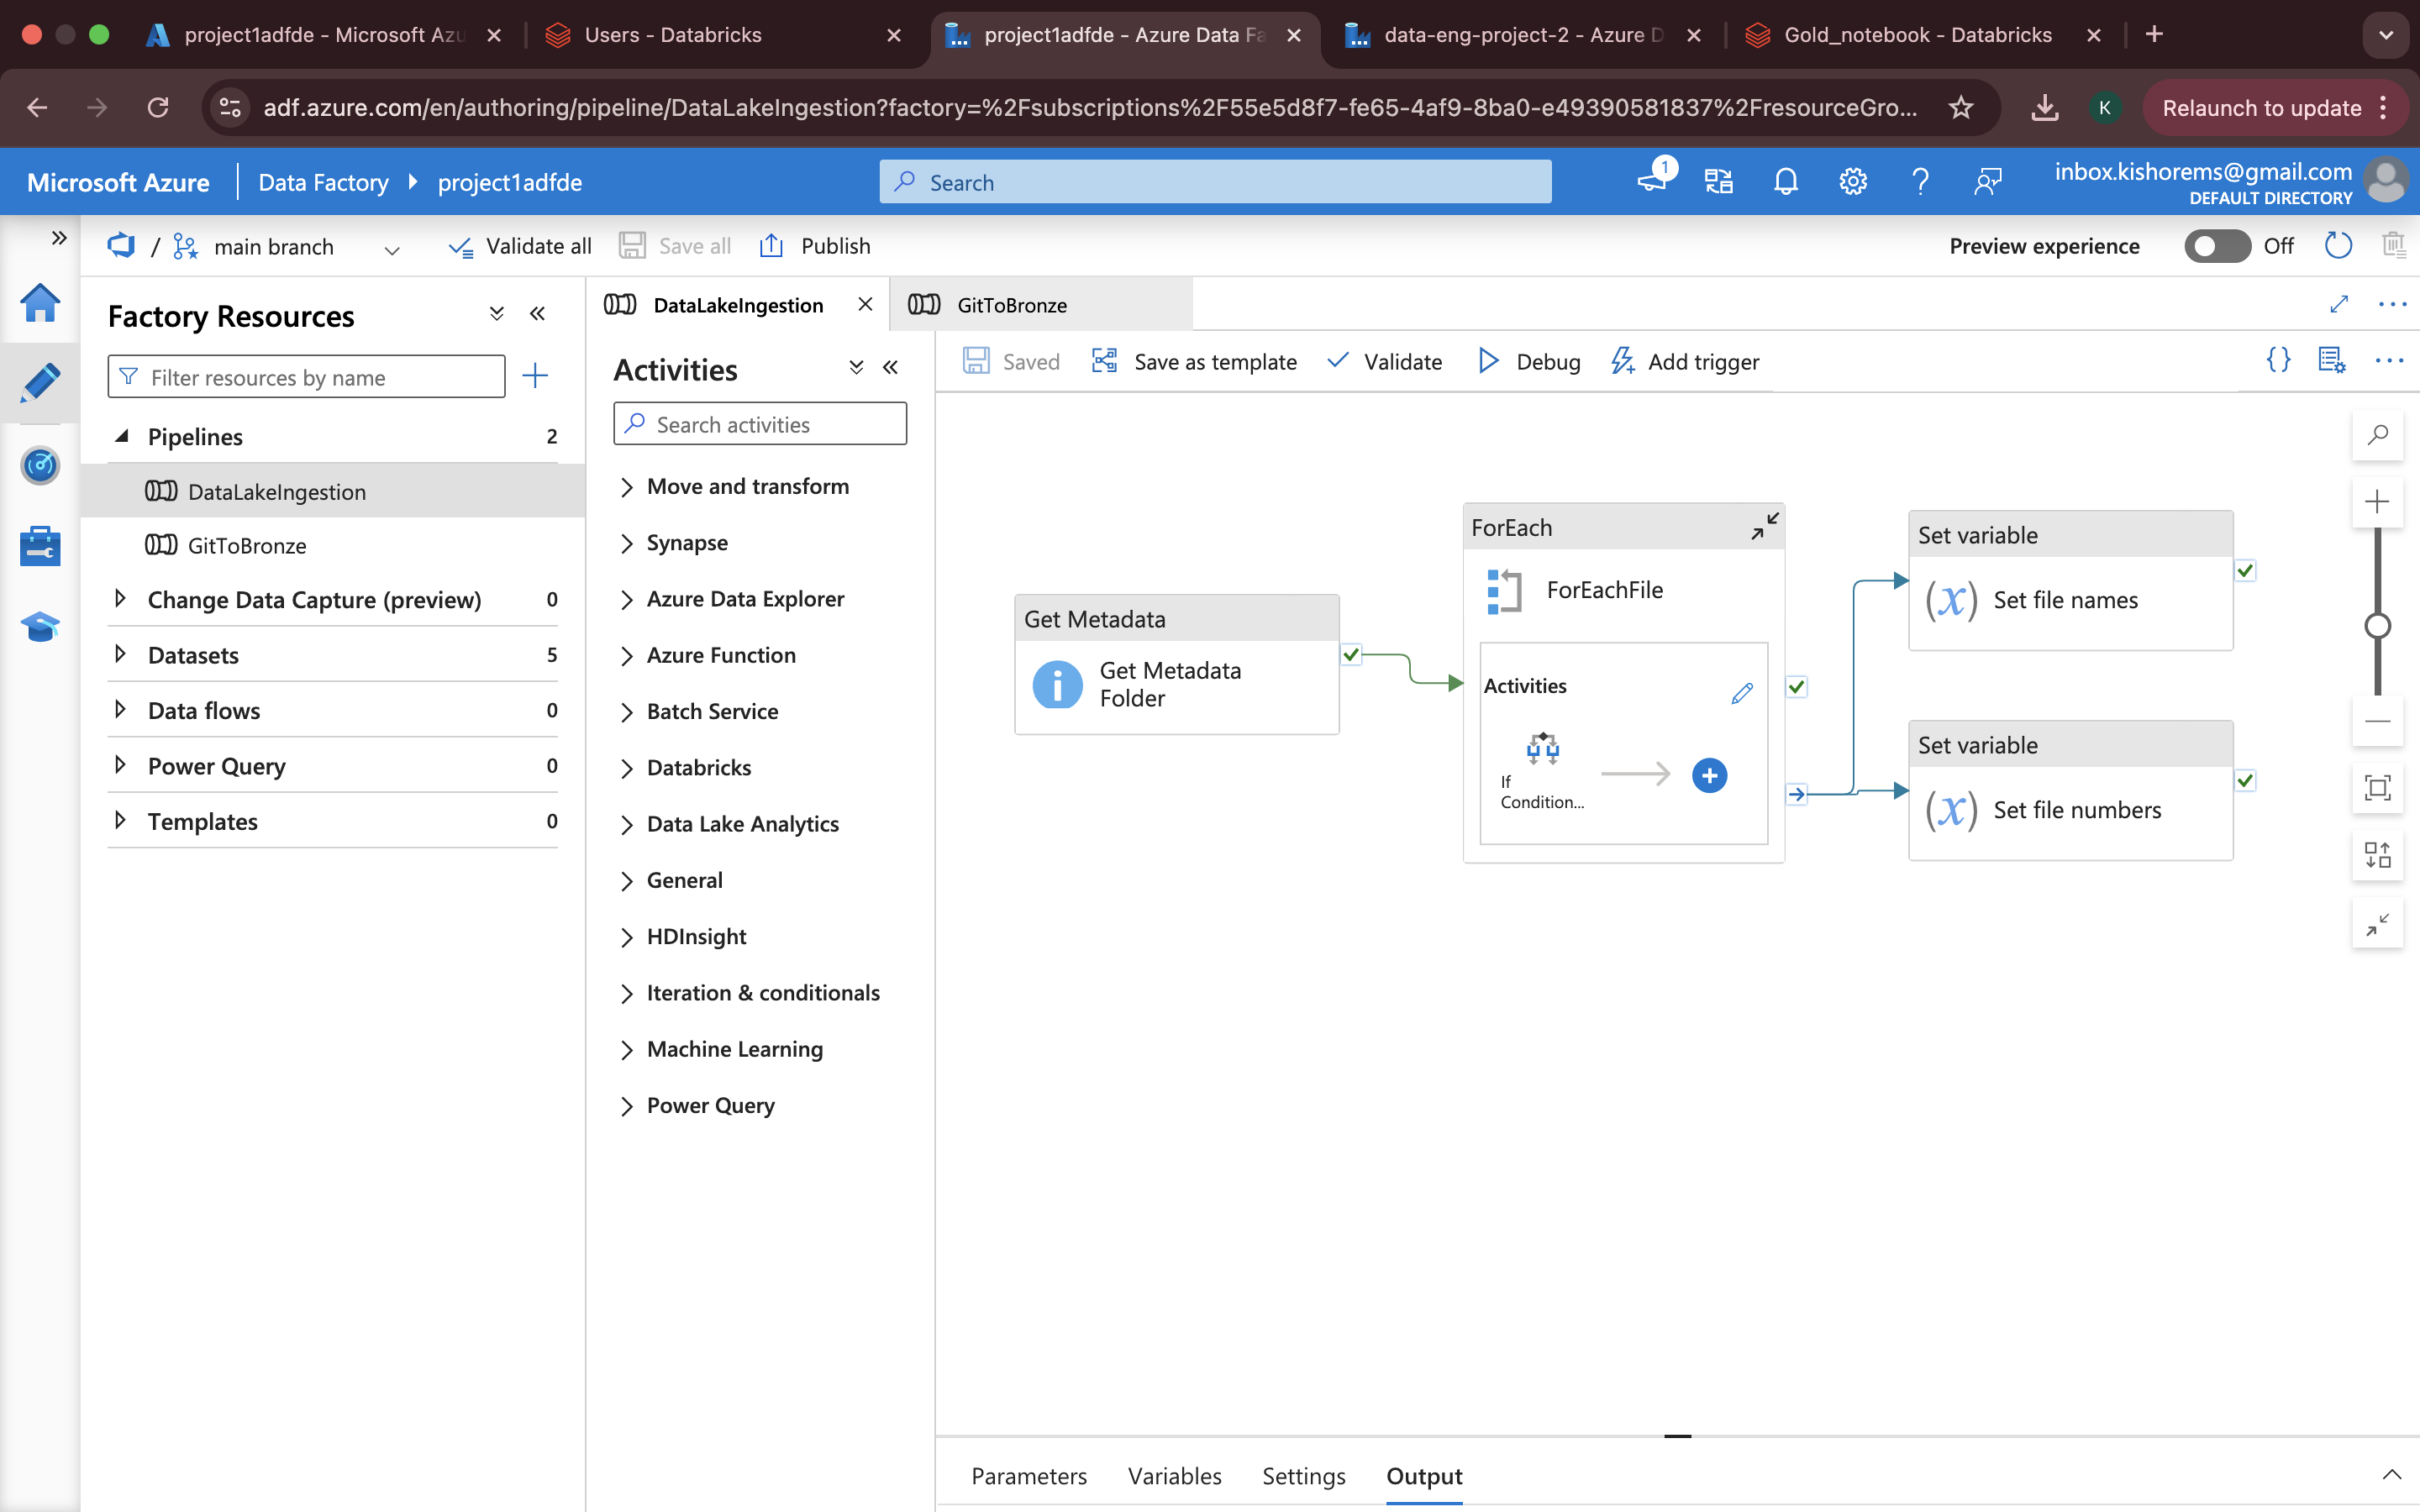 project1adfde - Microsoft Azu
Users - Databricks
project1adfde - Azure Data Fa
data-eng-project-2 - Azure D
Gold_notebook - Databricks
adf.azure.com/en/authoring/pipeline/DataLakeIngestion?factory=%2Fsubscriptions%2F55e5d8f7-fe65-4af9-8ba0-e49390581837%2FresourceGro...
K
Relaunch to update
Microsoft Azure
Data Factory
project1adfde
Search
1
inbox.kishorems@gmail.com
DEFAULT DIRECTORY
/
main branch
Validate all
Save all
Publish
Preview experience
Off
Factory Resources
Filter resources by name
Pipelines 2
DataLakeIngestion
GitToBronze
Change Data Capture (preview) 0
Datasets 5
Data flows 0
Power Query 0
Templates 0
DataLakeIngestion
GitToBronze
Activities
Search activities
Move and transform
Synapse
Azure Data Explorer
Azure Function
Batch Service
Databricks
Data Lake Analytics
General
HDInsight
Iteration & conditionals
Machine Learning
Power Query
Saved
Save as template
Validate
Debug
Add trigger
{}
Get Metadata
Get Metadata
Folder
ForEach
ForEachFile
Activities
If
Condition...
Set variable
(x) Set file names
Set variable
(x) Set file numbers
Parameters
Variables
Settings
Output